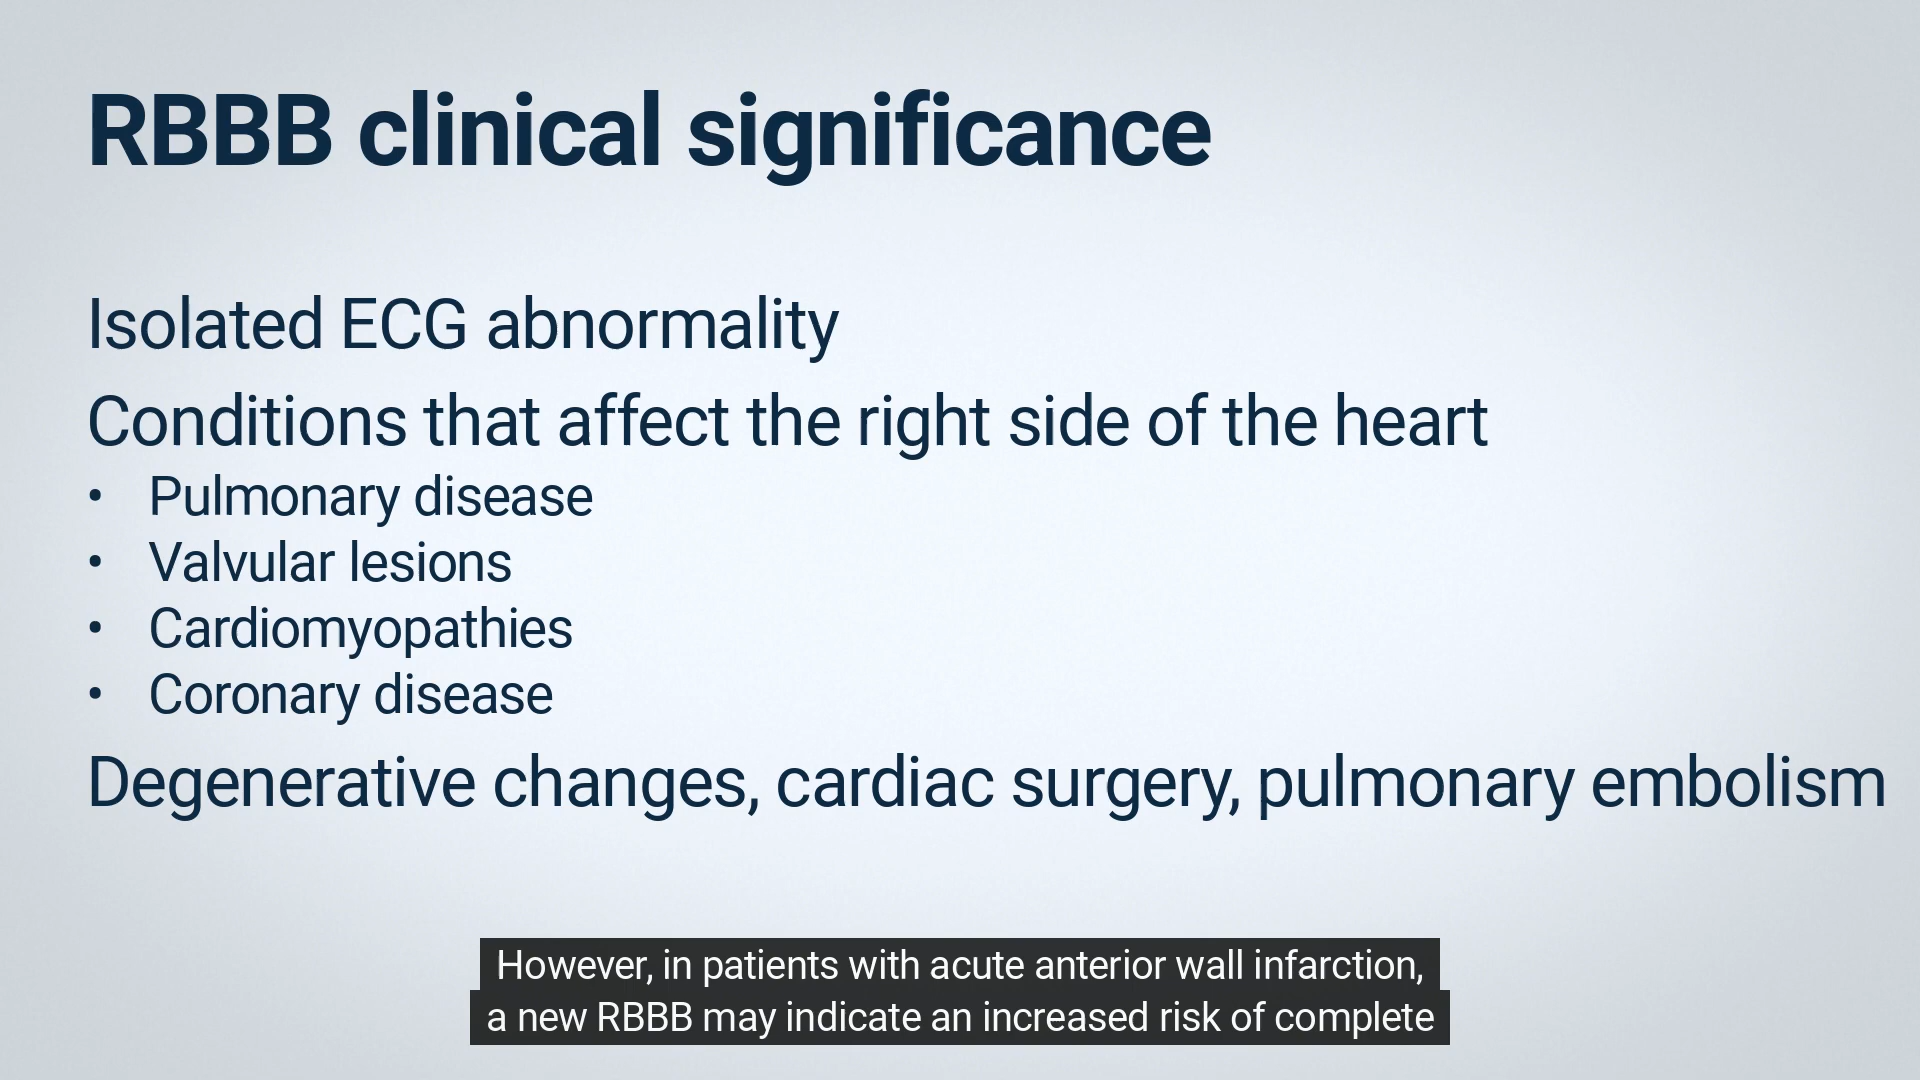 RBBB clinical significance
Isolated ECG abnormality
Conditions that affect the right side of the heart
• Pulmonary disease
• Valvular lesions
• Cardiomyopathies
• Coronary disease
Degenerative changes, cardiac surgery, pulmonary embolism
However, in patients with acute anterior wall infarction,
a new RBBB may indicate an increased risk of complete